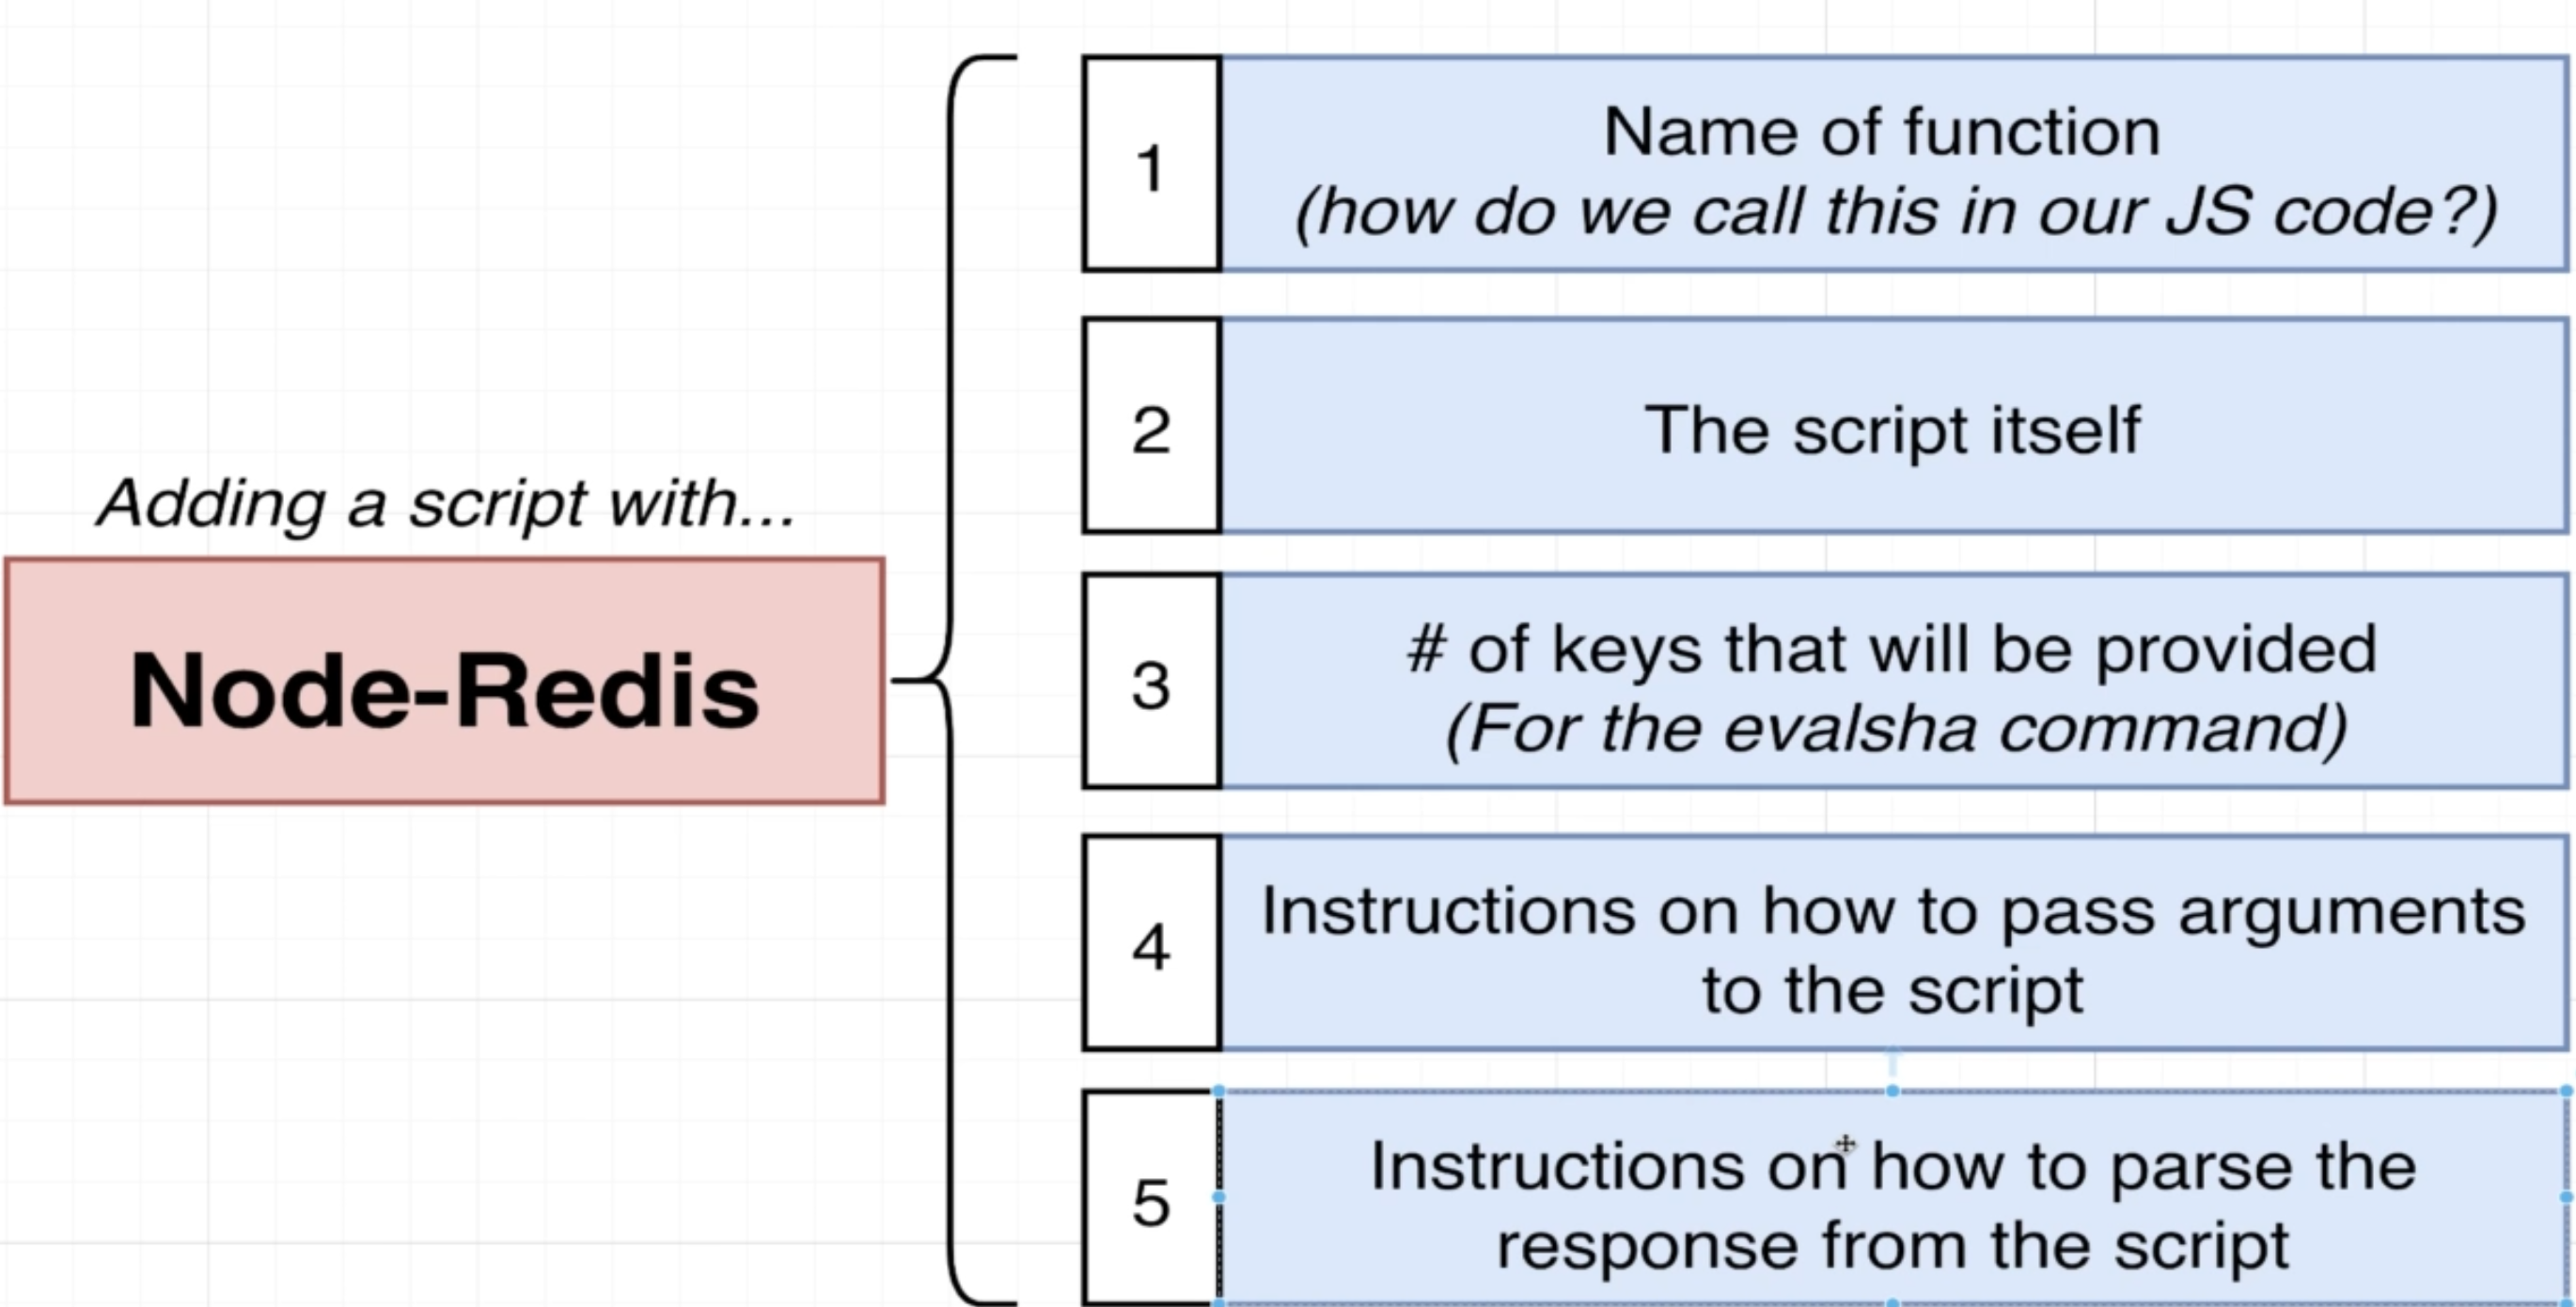 Adding a script with...
Node-Redis
1
Name of function
(how do we call this in our JS code?)
2
The script itself
3
# of keys that will be provided
(For the evalsha command)
4
Instructions on how to pass arguments
to the script
5
Instructions on how to parse the
response from the script